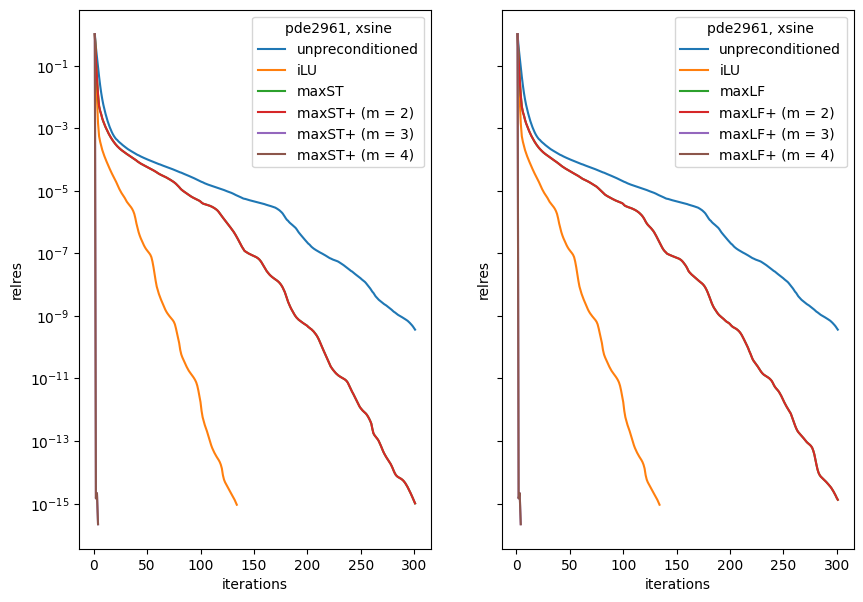 pde2961, xsine
unpreconditioned
iLU
maxST
maxST+ (m = 2)
maxST+ (m = 3)
maxST+ (m = 4)
10⁻¹
10⁻³
10⁻⁵
10⁻⁷
10⁻⁹
10⁻¹¹
10⁻¹³
10⁻¹⁵
relres
0 50 100 150 200 250 300
iterations
pde2961, xsine
unpreconditioned
iLU
maxLF
maxLF+ (m = 2)
maxLF+ (m = 3)
maxLF+ (m = 4)
relres
0 50 100 150 200 250 300
iterations